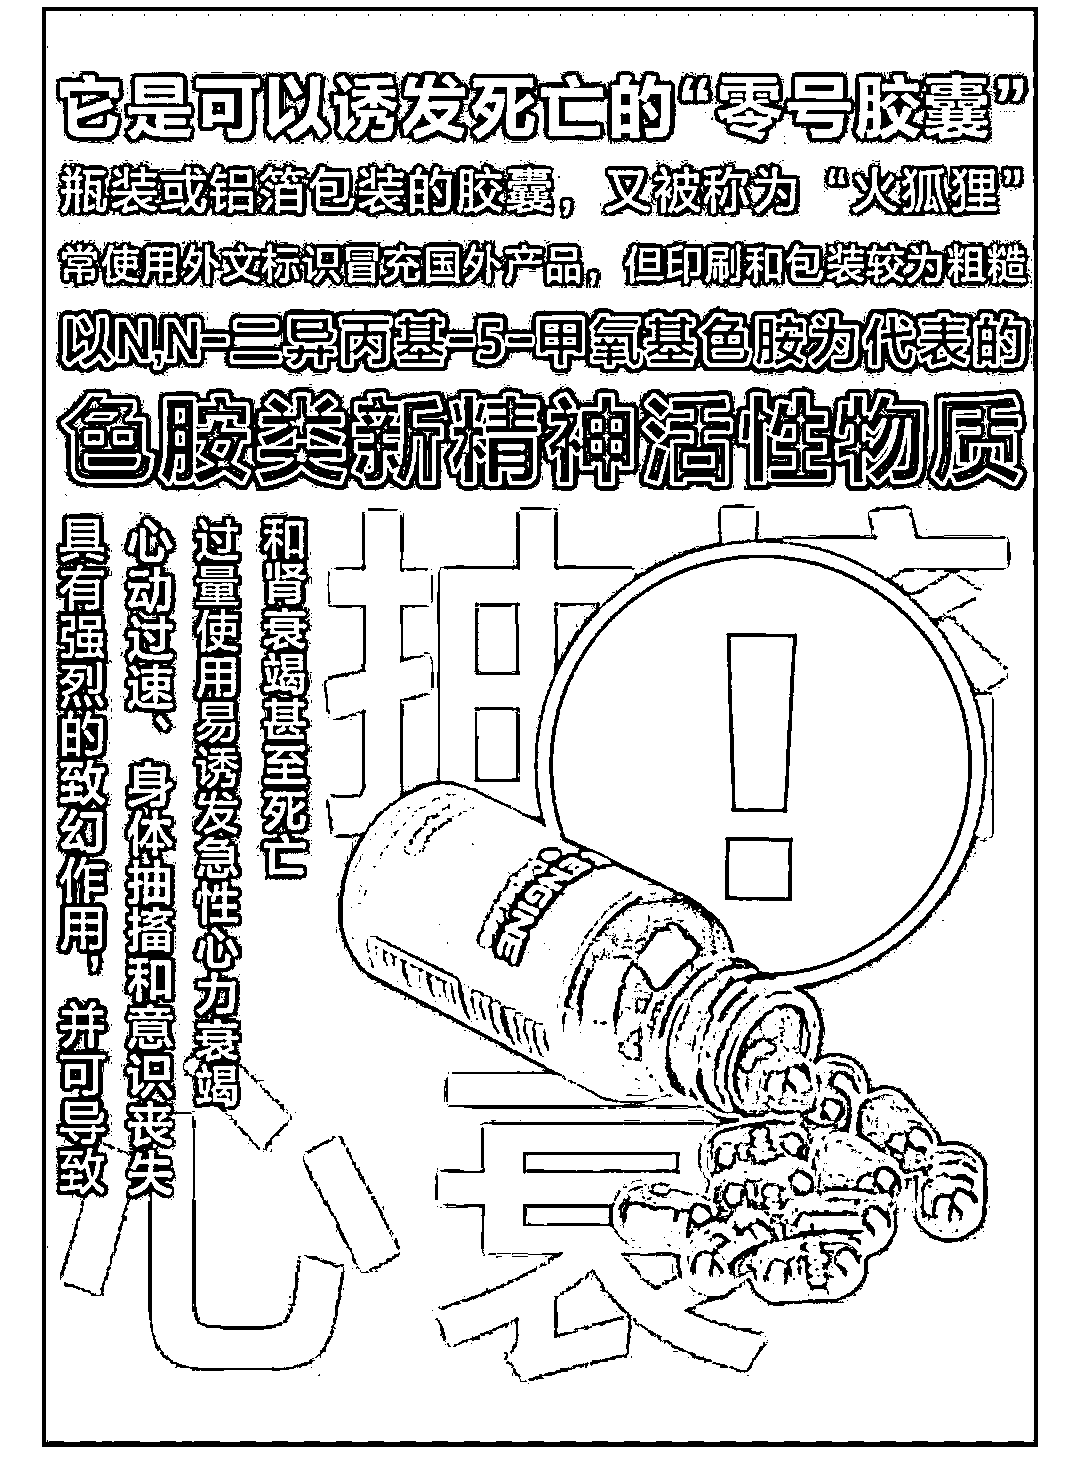 它是可以诱发死亡的“零号胶囊”
瓶装或铝箔包装的胶囊，又被称为“火狐狸”
常使用外文标识冒充国外产品，但印刷和包装较为粗糙
以N,N-二异丙基-5-甲氧基色胺为代表的
色胺类新精神活性物质
具有强烈的致幻作用，并可导致
心动过速、身体抽搐和意识丧失
过量使用易诱发急性心力衰竭
和肾衰竭甚至死亡
抽
ENGINE
心衰